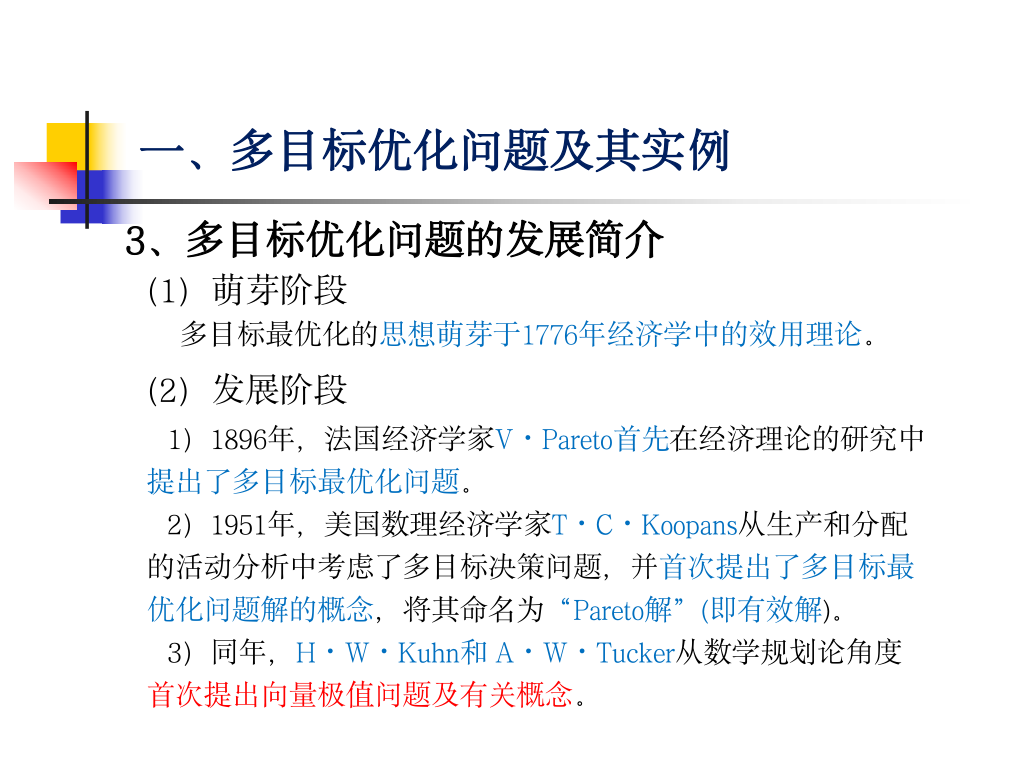 一、多目标优化问题及其实例
3、多目标优化问题的发展简介
(1) 萌芽阶段
多目标最优化的思想萌芽于1776年经济学中的效用理论。
(2) 发展阶段
1) 1896年, 法国经济学家V·Pareto首先在经济理论的研究中
提出了多目标最优化问题。
2) 1951年, 美国数理经济学家T·C·Koopans从生产和分配
的活动分析中考虑了多目标决策问题, 并首次提出了多目标最
优化问题解的概念, 将其命名为“Pareto解”(即有效解)。
3) 同年, H·W·Kuhn和 A·W·Tucker从数学规划论角度
首次提出向量极值问题及有关概念。